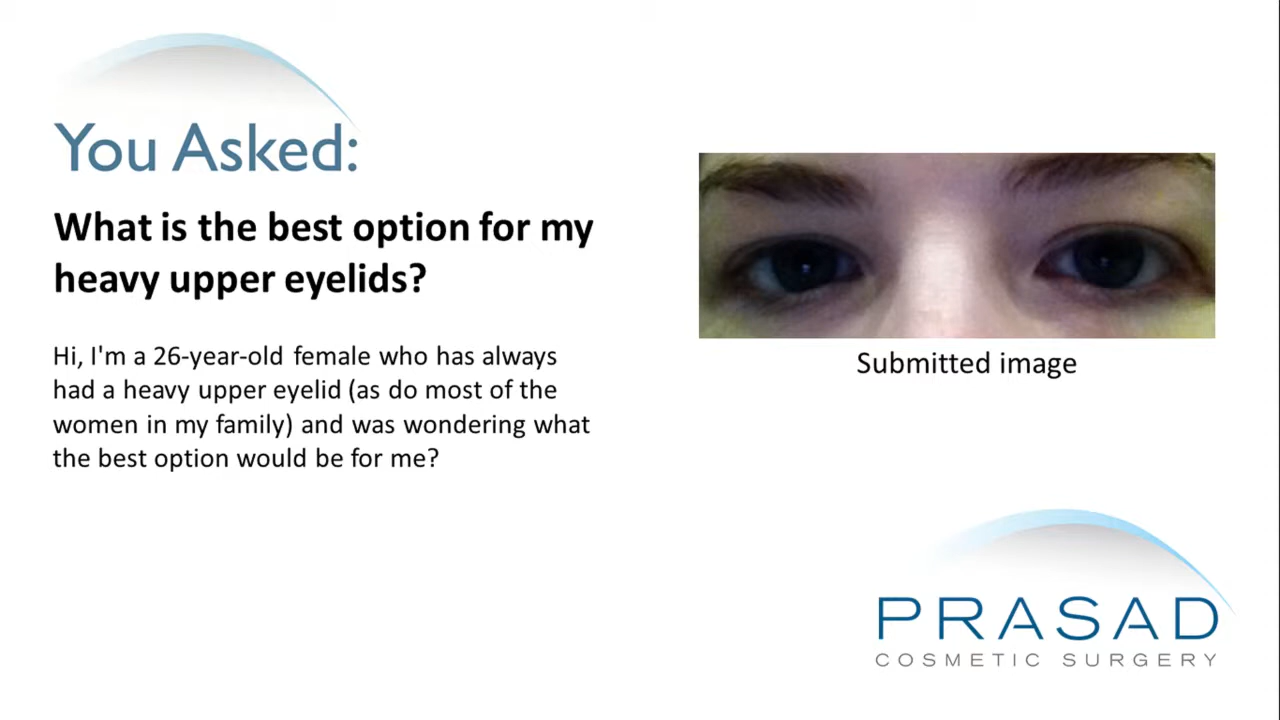 You Asked:
What is the best option for my
heavy upper eyelids?
Hi, I'm a 26-year-old female who has always
had a heavy upper eyelid (as do most of the
women in my family) and was wondering what
the best option would be for me?
Submitted image
PRASAD
COSMETIC SURGERY